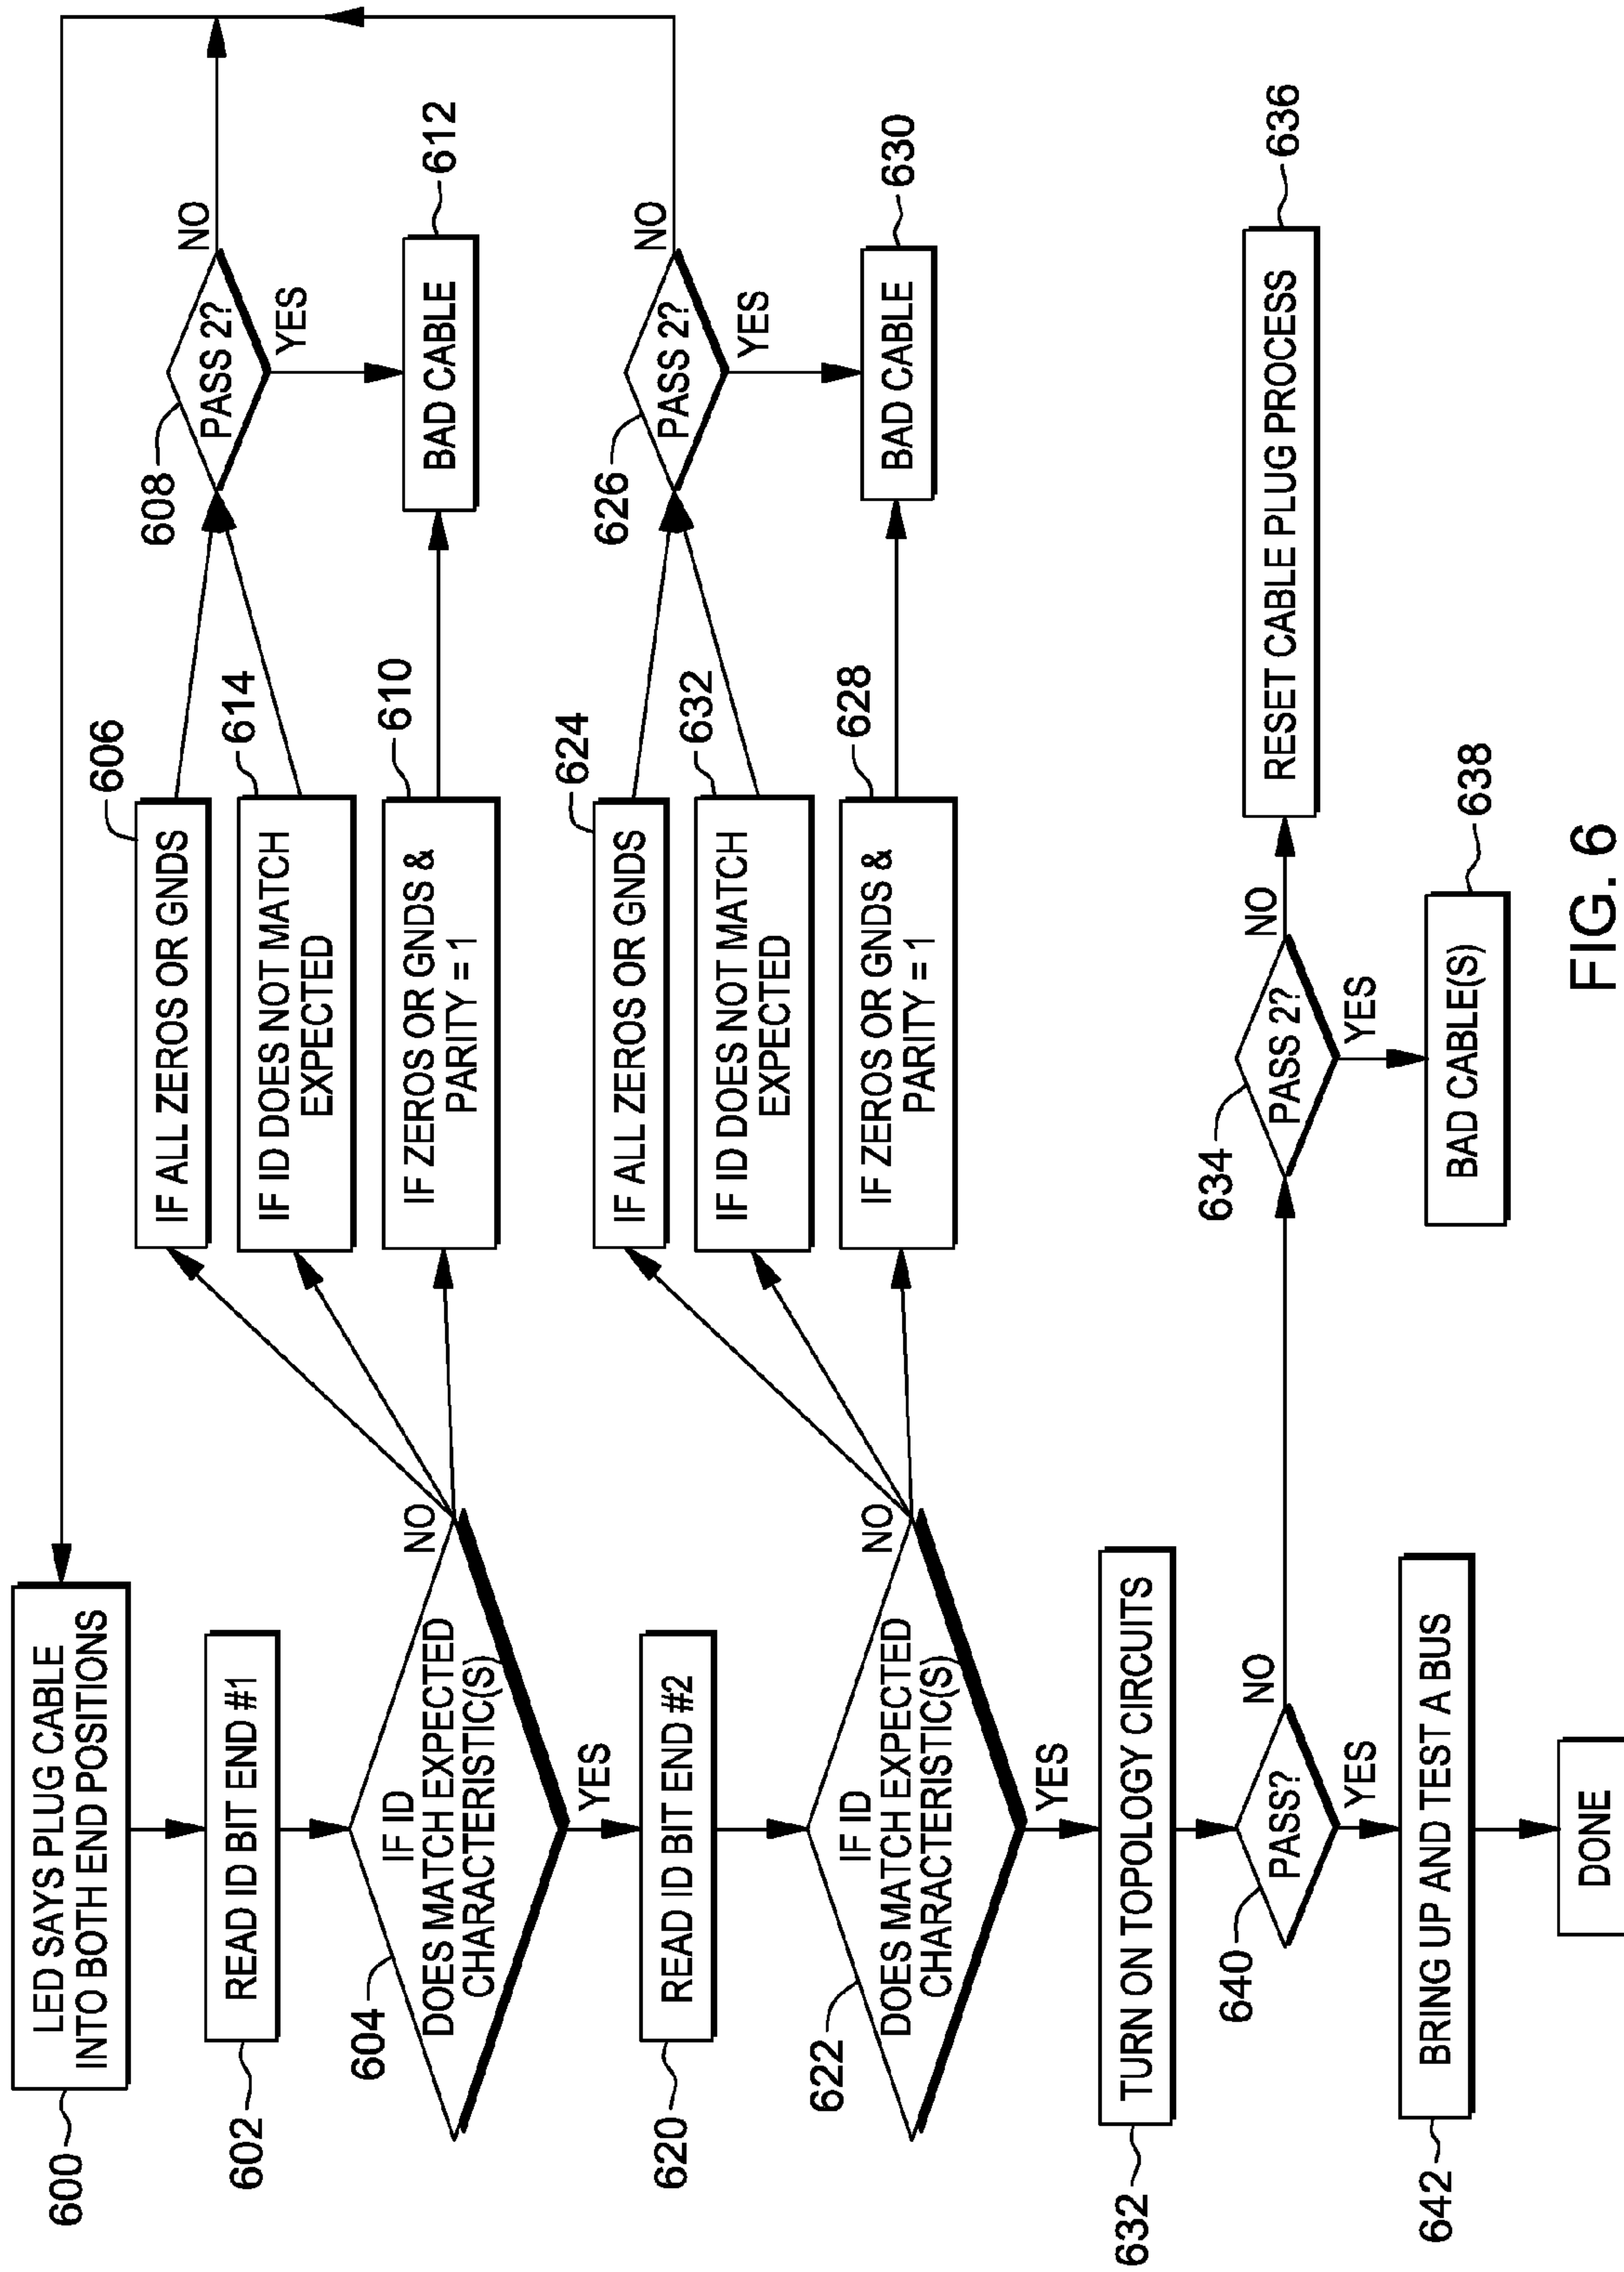 600
LED SAYS PLUG CABLE
INTO BOTH END POSITIONS
602
READ ID BIT END #1
604
IF ID
DOES MATCH EXPECTED
CHARACTERISTIC(S)
NO
YES
606
IF ALL ZEROS OR GNDS
614
IF ID DOES NOT MATCH
EXPECTED
610
IF ZEROS OR GNDS &
PARITY = 1
608
PASS 2?
NO
YES
612
BAD CABLE
620
READ ID BIT END #2
622
IF ID
DOES MATCH EXPECTED
CHARACTERISTIC(S)
NO
YES
624
IF ALL ZEROS OR GNDS
632
IF ID DOES NOT MATCH
EXPECTED
628
IF ZEROS OR GNDS &
PARITY = 1
626
PASS 2?
NO
YES
630
BAD CABLE
632
TURN ON TOPOLOGY CIRCUITS
640
PASS?
NO
YES
634
PASS 2?
NO
YES
636
RESET CABLE PLUG PROCESS
638
BAD CABLE(S)
642
BRING UP AND TEST A BUS
DONE
FIG. 6